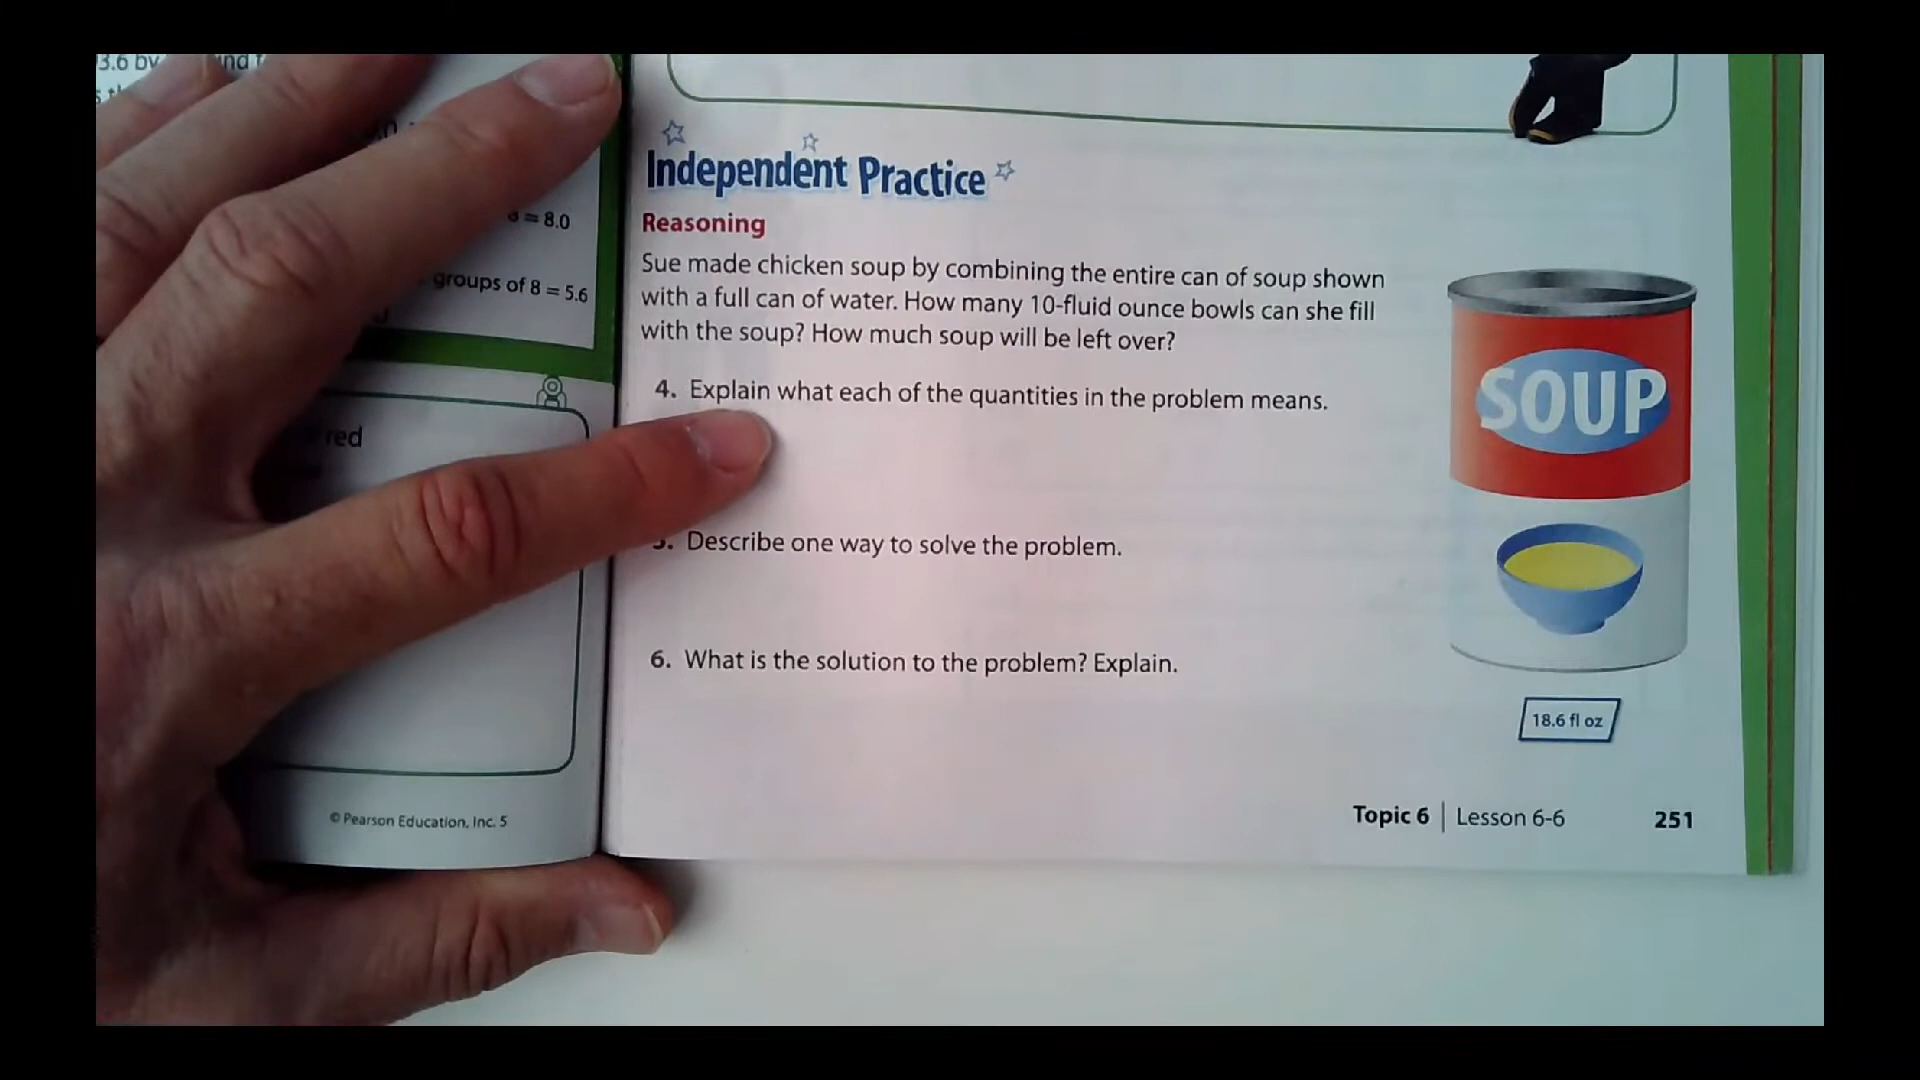 3.6 by
= 8.0
groups of 8 = 5.6
red
© Pearson Education, Inc. 5
Independent Practice
Reasoning
Sue made chicken soup by combining the entire can of soup shown
with a full can of water. How many 10-fluid ounce bowls can she fill
with the soup? How much soup will be left over?
4. Explain what each of the quantities in the problem means.
Describe one way to solve the problem.
6. What is the solution to the problem? Explain.
SOUP
18.6 fl oz
Topic 6 | Lesson 6-6 251